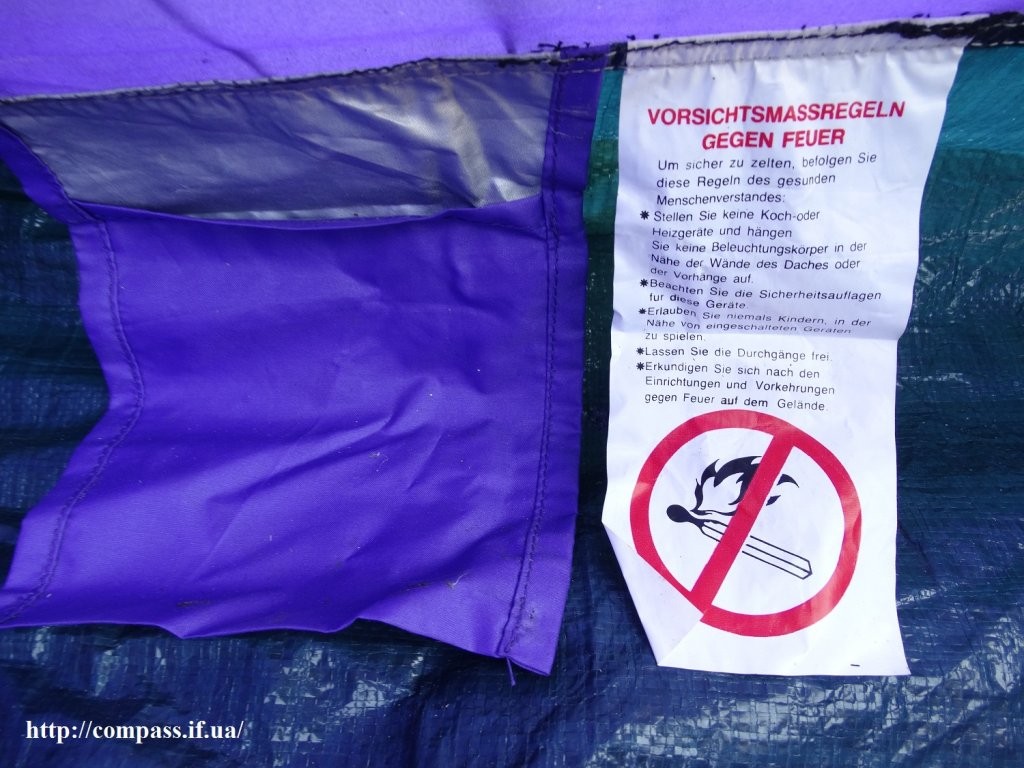 VORSICHTSMASSREGELN
GEGEN FEUER
Um sicher zu zelten, befolgen Sie
diese Regeln des gesunden
Menschenverstandes:
✷ Stellen Sie keine Koch-oder
Heizgeräte und hängen
Sie keine Beleuchtungskörper in der
Nähe der Wände des Daches oder
der Vorhänge auf.
✷ Beachten Sie die Sicherheitsauflagen
fur diese Geräte.
✷ Erlauben Sie niemals Kindern, in der
Nähe von eingeschalteten Geräten
zu spielen.
✷ Lassen Sie die Durchgänge frei.
✷ Erkundigen Sie sich nach den
Einrichtungen und Vorkehrungen
gegen Feuer auf dem Gelände.
http://compass.if.ua/